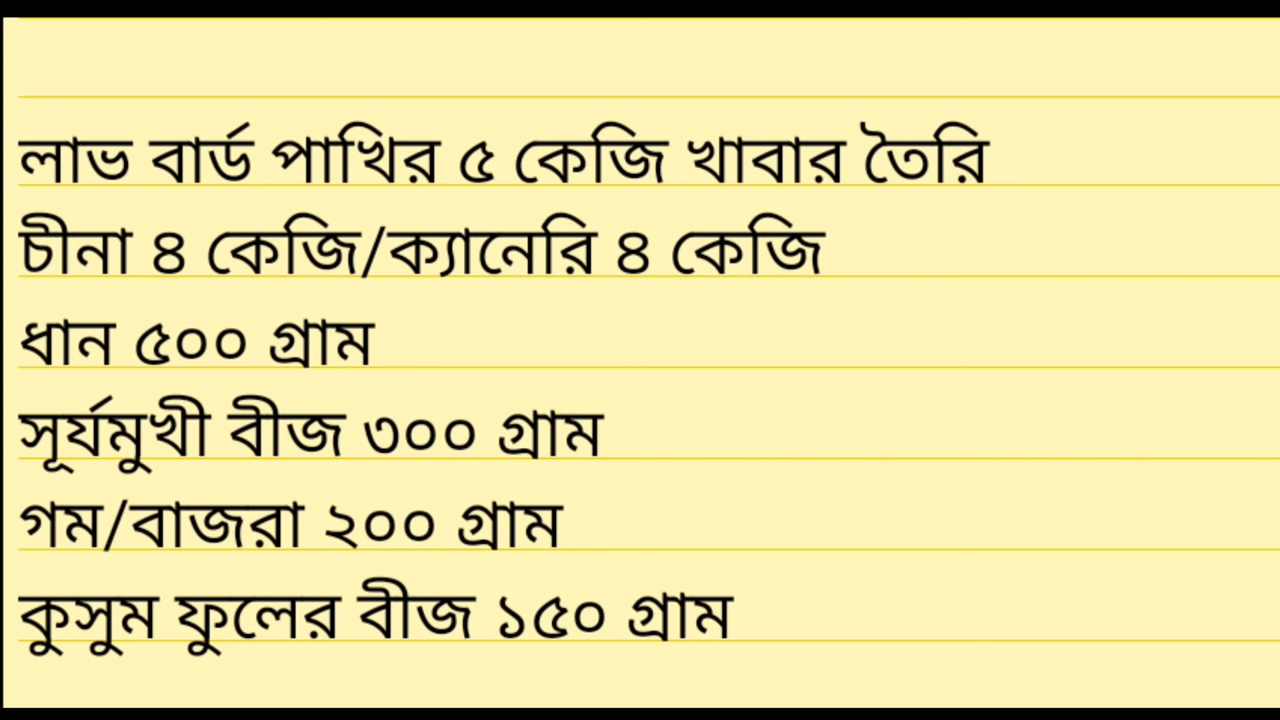 লাভ বার্ড পাখির ৫ কেজি খাবার তৈরি
চীনা ৪ কেজি/ক্যানেরি ৪ কেজি
ধান ৫০০ গ্রাম
সূর্যমুখী বীজ ৩০০ গ্রাম
গম/বাজরা ২০০ গ্রাম
কুসুম ফুলের বীজ ১৫০ গ্রাম